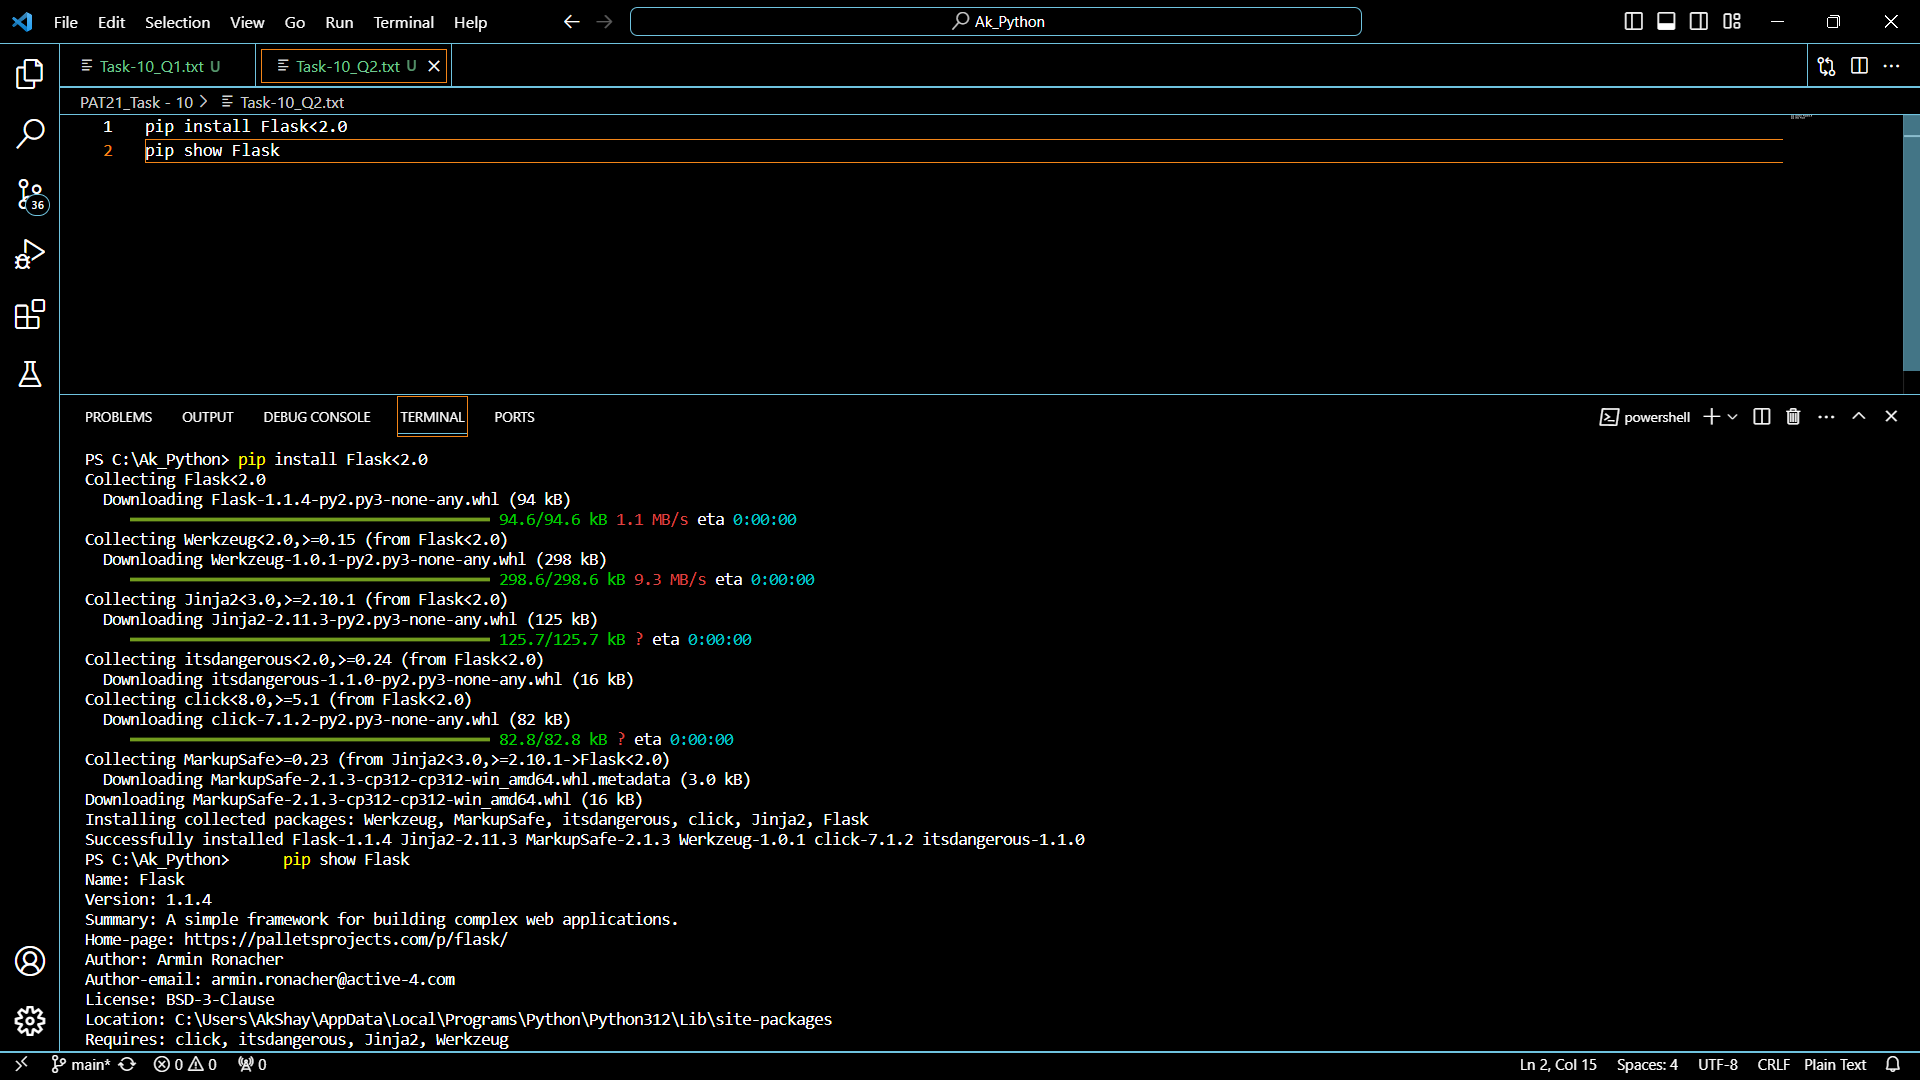 File Edit Selection View Go Run Terminal Help Ak_Python
Task-10_Q1.txt U Task-10_Q2.txt U
PAT21_Task - 10 > Task-10_Q2.txt
1 pip install Flask<2.0
2 pip show Flask
36
PROBLEMS OUTPUT DEBUG CONSOLE TERMINAL PORTS powershell
PS C:\Ak_Python> pip install Flask<2.0
Collecting Flask<2.0
Downloading Flask-1.1.4-py2.py3-none-any.whl (94 kB)
94.6/94.6 kB 1.1 MB/s eta 0:00:00
Collecting Werkzeug<2.0,>=0.15 (from Flask<2.0)
Downloading Werkzeug-1.0.1-py2.py3-none-any.whl (298 kB)
298.6/298.6 kB 9.3 MB/s eta 0:00:00
Collecting Jinja2<3.0,>=2.10.1 (from Flask<2.0)
Downloading Jinja2-2.11.3-py2.py3-none-any.whl (125 kB)
125.7/125.7 kB ? eta 0:00:00
Collecting itsdangerous<2.0,>=0.24 (from Flask<2.0)
Downloading itsdangerous-1.1.0-py2.py3-none-any.whl (16 kB)
Collecting click<8.0,>=5.1 (from Flask<2.0)
Downloading click-7.1.2-py2.py3-none-any.whl (82 kB)
82.8/82.8 kB ? eta 0:00:00
Collecting MarkupSafe>=0.23 (from Jinja2<3.0,>=2.10.1->Flask<2.0)
Downloading MarkupSafe-2.1.3-cp312-cp312-win_amd64.whl.metadata (3.0 kB)
Downloading MarkupSafe-2.1.3-cp312-cp312-win_amd64.whl (16 kB)
Installing collected packages: Werkzeug, MarkupSafe, itsdangerous, click, Jinja2, Flask
Successfully installed Flask-1.1.4 Jinja2-2.11.3 MarkupSafe-2.1.3 Werkzeug-1.0.1 click-7.1.2 itsdangerous-1.1.0
PS C:\Ak_Python> pip show Flask
Name: Flask
Version: 1.1.4
Summary: A simple framework for building complex web applications.
Home-page: https://palletsprojects.com/p/flask/
Author: Armin Ronacher
Author-email: armin.ronacher@active-4.com
License: BSD-3-Clause
Location: C:\Users\AkShay\AppData\Local\Programs\Python\Python312\Lib\site-packages
Requires: click, itsdangerous, Jinja2, Werkzeug
main* 0 0 0 Ln 2, Col 15 Spaces: 4 UTF-8 CRLF Plain Text